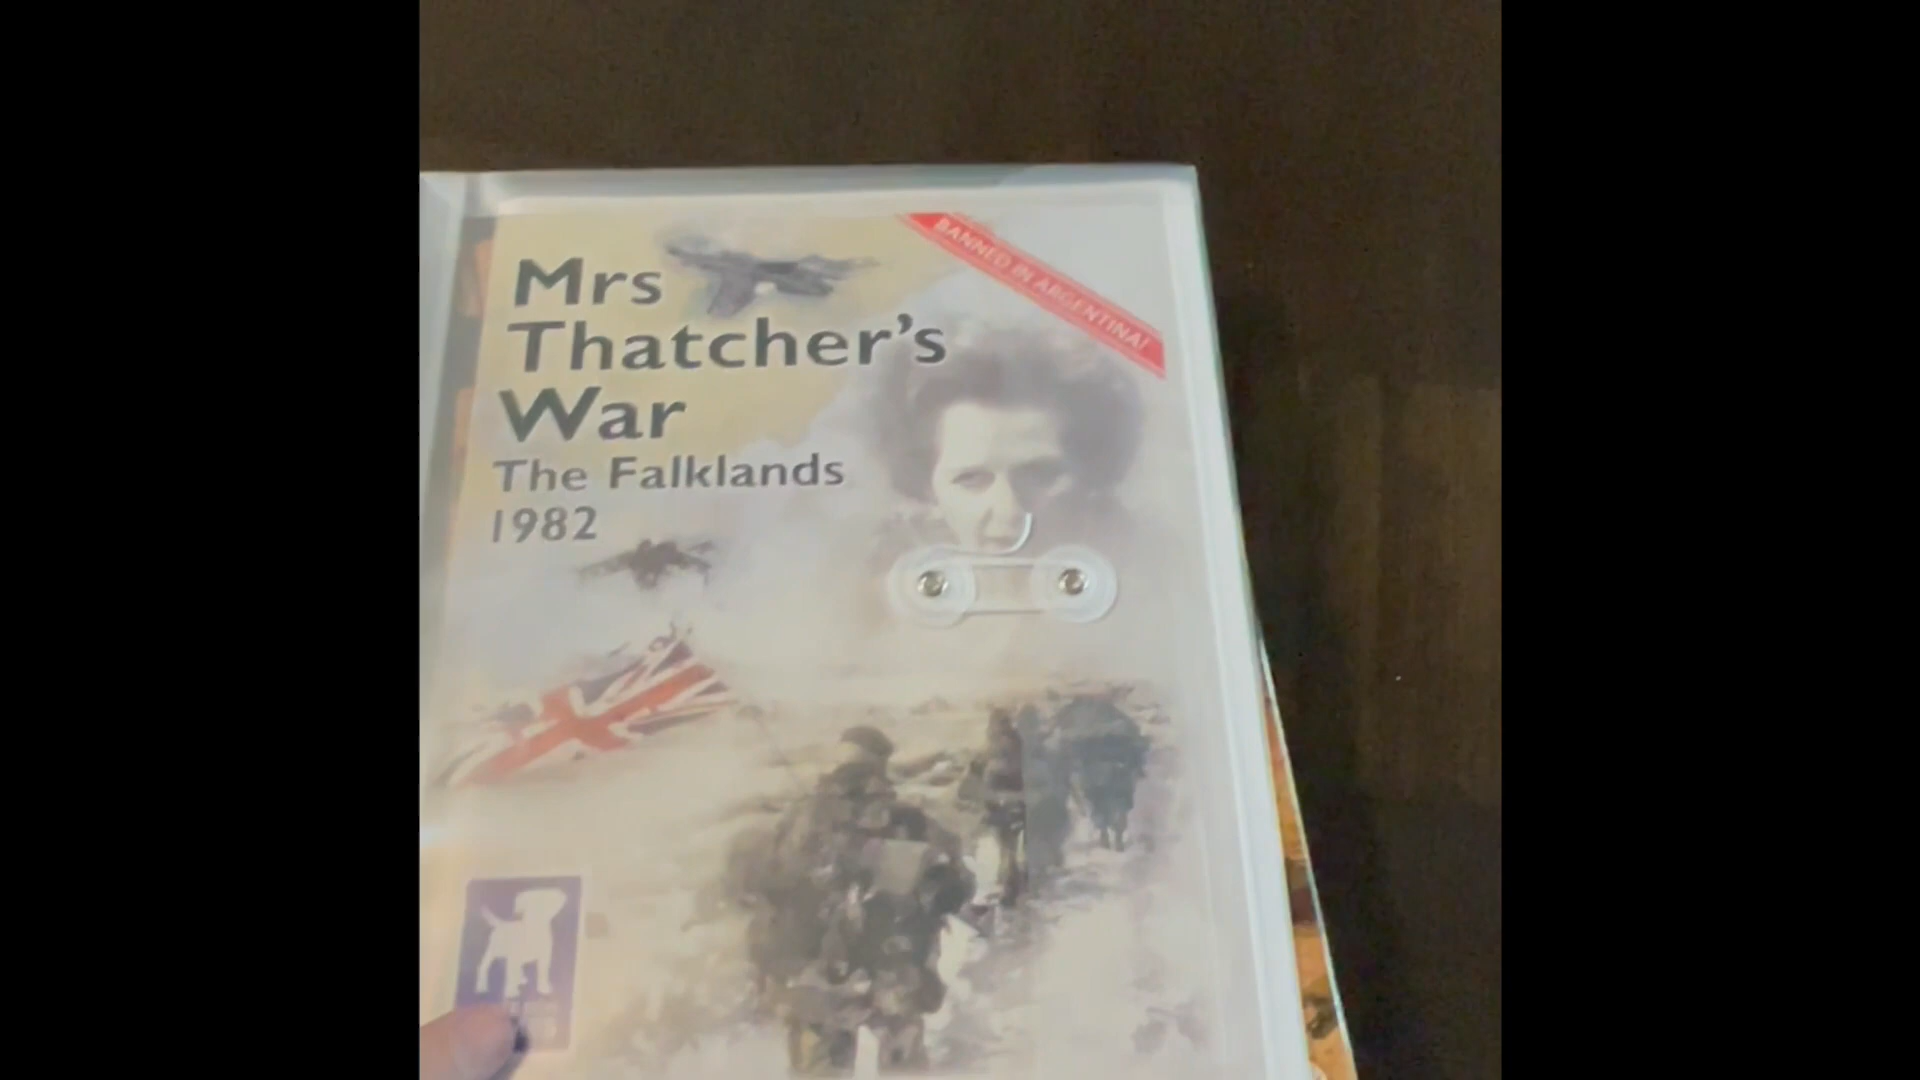 Mrs
Thatcher's
War
The Falklands
1982
BANNED IN ARGENTINA!